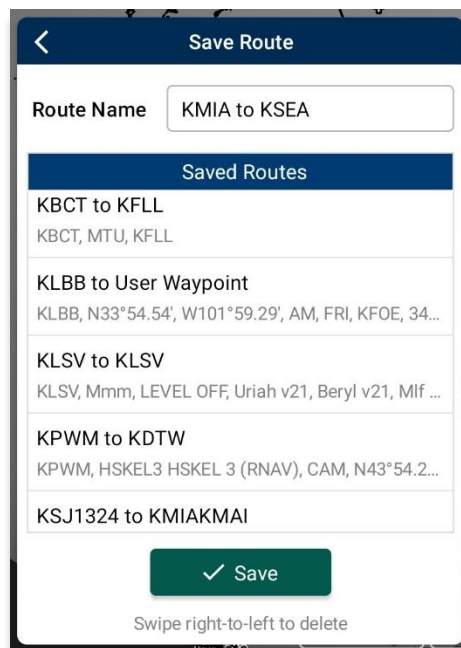 Save Route
Route Name KMIA to KSEA
Saved Routes
KBCT to KFLL
KBCT, MTU, KFLL
KLBB to User Waypoint
KLBB, N33°54.54', W101°59.29', AM, FRI, KFOE, 34...
KLSV to KLSV
KLSV, Mmm, LEVEL OFF, Uriah v21, Beryl v21, Mlf ...
KPWM to KDTW
KPWM, HSKEL3 HSKEL 3 (RNAV), CAM, N43°54.2...
KSJ1324 to KMIAKMAI
Save
Swipe right-to-left to delete